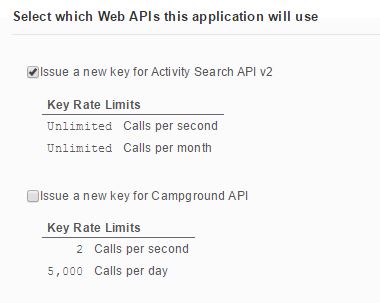 Select which Web APIs this application will use
Issue a new key for Activity Search API v2
Key Rate Limits
Unlimited Calls per second
Unlimited Calls per month
Issue a new key for Campground API
Key Rate Limits
2 Calls per second
5,000 Calls per day